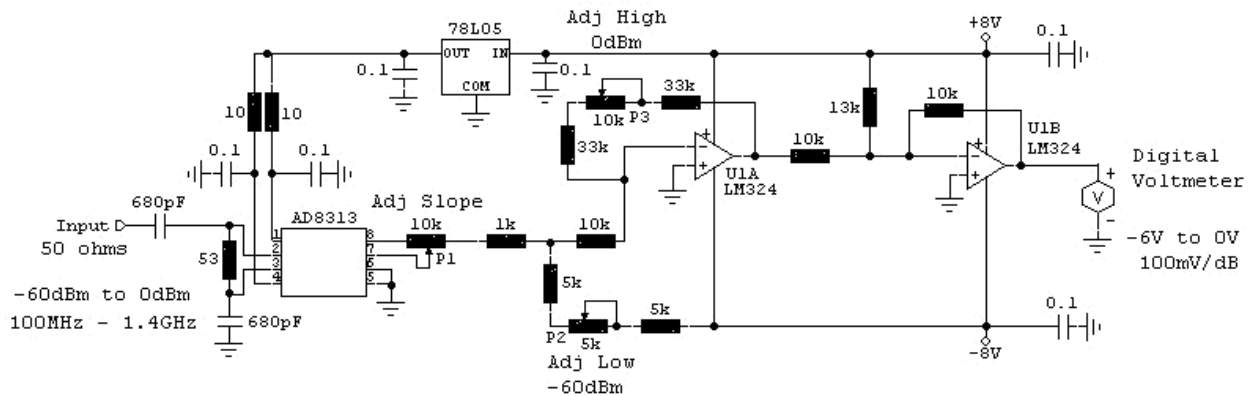 Adj High
0dBm
+8V
0.1
78L05
OUT IN
COM
0.1
0.1
10 10
0.1 0.1
10k
P3
33k
33k
13k
10k
U1B
LM324
+
-
+
-
+
10k
U1A
LM324
Digital
Voltmeter
+
V
-
-6V to 0V
100mV/dB
680pF
Input
50 ohms
53
AD8313
1
2
3
4
8
7
6
5
Adj Slope
10k
P1
1k
10k
5k
-60dBm to 0dBm
100MHz - 1.4GHz
680pF
P2
5k
5k
Adj Low
-60dBm
0.1
-8V